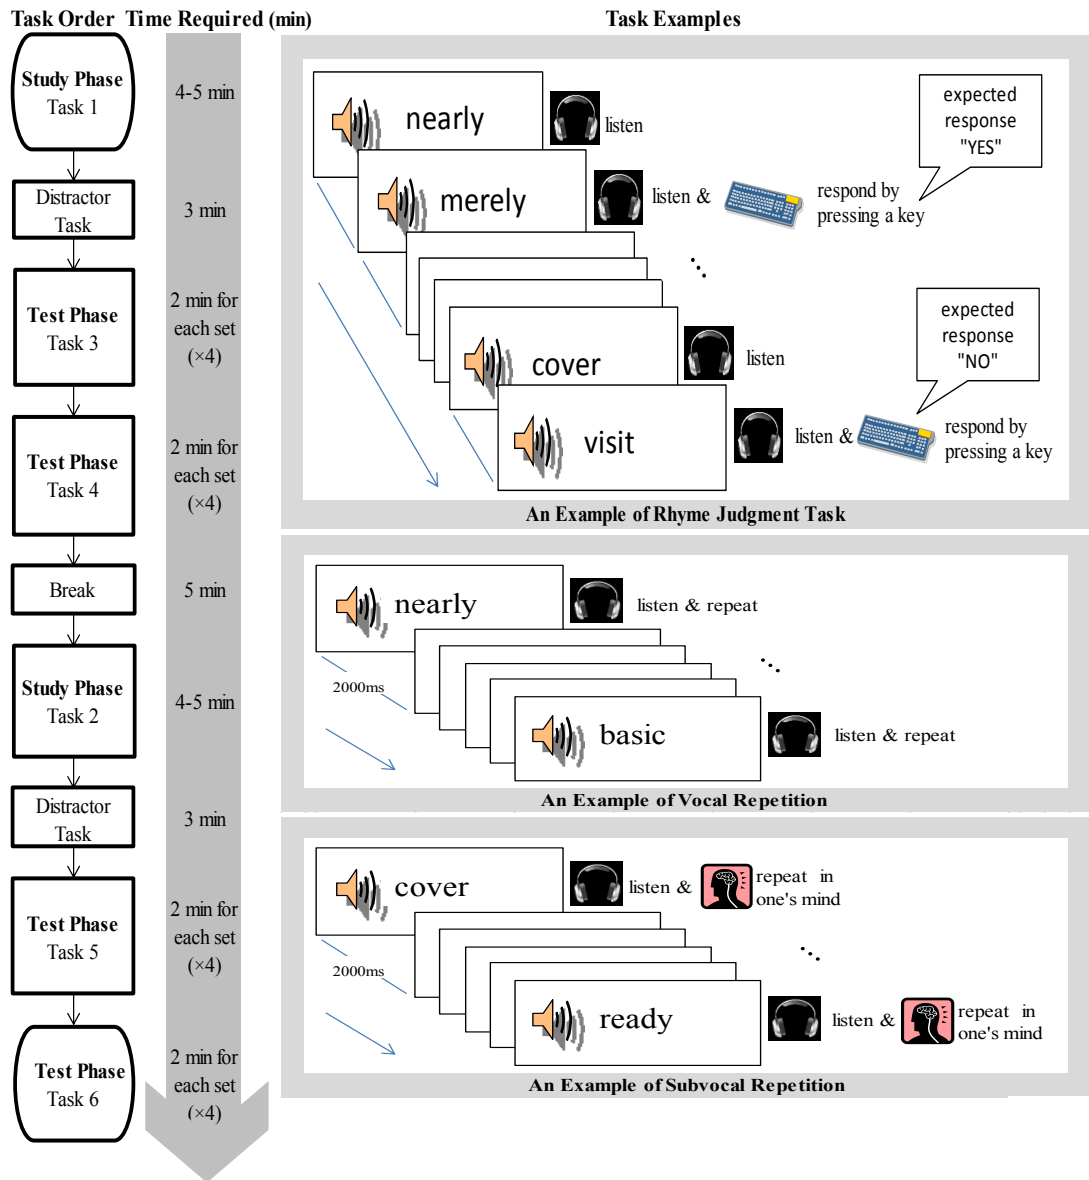 Task Order Time Required (min)
Study Phase
Task 1
4-5 min
Distractor
Task
3 min
Test Phase
Task 3
2 min for
each set
(×4)
Test Phase
Task 4
2 min for
each set
(×4)
Break
5 min
Study Phase
Task 2
4-5 min
Distractor
Task
3 min
Test Phase
Task 5
2 min for
each set
(×4)
Test Phase
Task 6
2 min for
each set
(×4)
Task Examples
nearly
listen
merely
listen &
respond by
pressing a key
expected
response
"YES"
cover
listen
visit
listen &
respond by
pressing a key
expected
response
"NO"
An Example of Rhyme Judgment Task
nearly
listen & repeat
2000ms
basic
listen & repeat
An Example of Vocal Repetition
cover
listen &
repeat in
one's mind
2000ms
ready
listen &
repeat in
one's mind
An Example of Subvocal Repetition